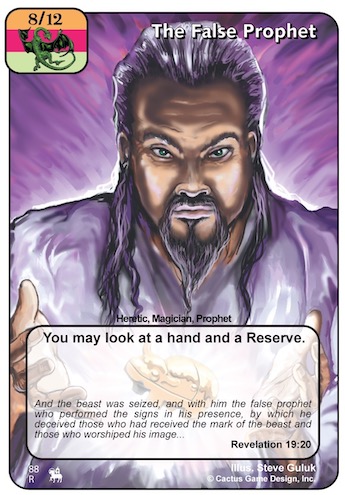 8/12
The False Prophet
Heretic, Magician, Prophet
You may look at a hand and a Reserve.
And the beast was seized, and with him the false prophet
who performed the signs in his presence, by which he
deceived those who had received the mark of the beast and
those who worshiped his image...
Revelation 19:20
88
R
Illus. Steve Guluk
© Cactus Game Design, Inc.